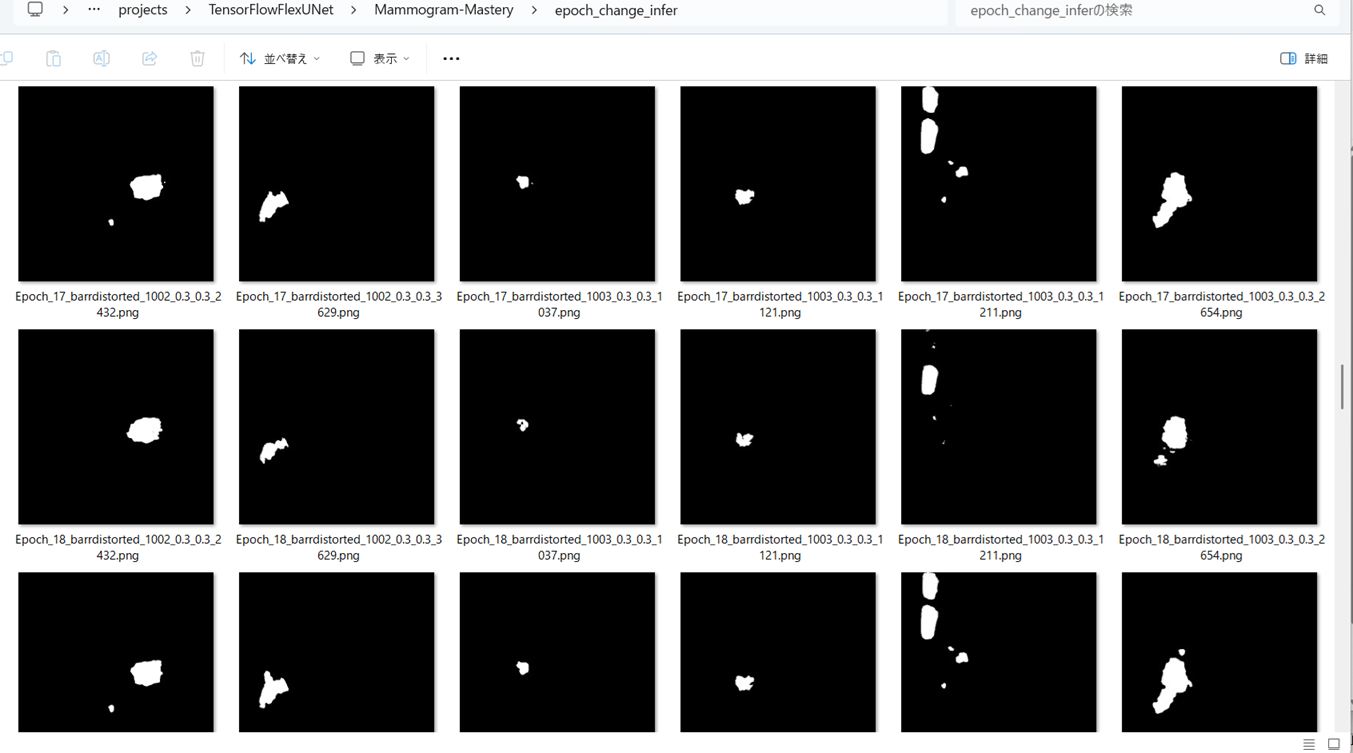 projects > TensorFlowFlexUNet > Mammogram-Mastery > epoch_change_infer
epoch_change_inferの検索
並べ替え
表示
詳細
Epoch_17_barrdistorted_1002_0.3_0.3_2
432.png
Epoch_17_barrdistorted_1002_0.3_0.3_3
629.png
Epoch_17_barrdistorted_1003_0.3_0.3_1
037.png
Epoch_17_barrdistorted_1003_0.3_0.3_1
121.png
Epoch_17_barrdistorted_1003_0.3_0.3_1
211.png
Epoch_17_barrdistorted_1003_0.3_0.3_2
654.png
Epoch_18_barrdistorted_1002_0.3_0.3_2
432.png
Epoch_18_barrdistorted_1002_0.3_0.3_3
629.png
Epoch_18_barrdistorted_1003_0.3_0.3_1
037.png
Epoch_18_barrdistorted_1003_0.3_0.3_1
121.png
Epoch_18_barrdistorted_1003_0.3_0.3_1
211.png
Epoch_18_barrdistorted_1003_0.3_0.3_2
654.png